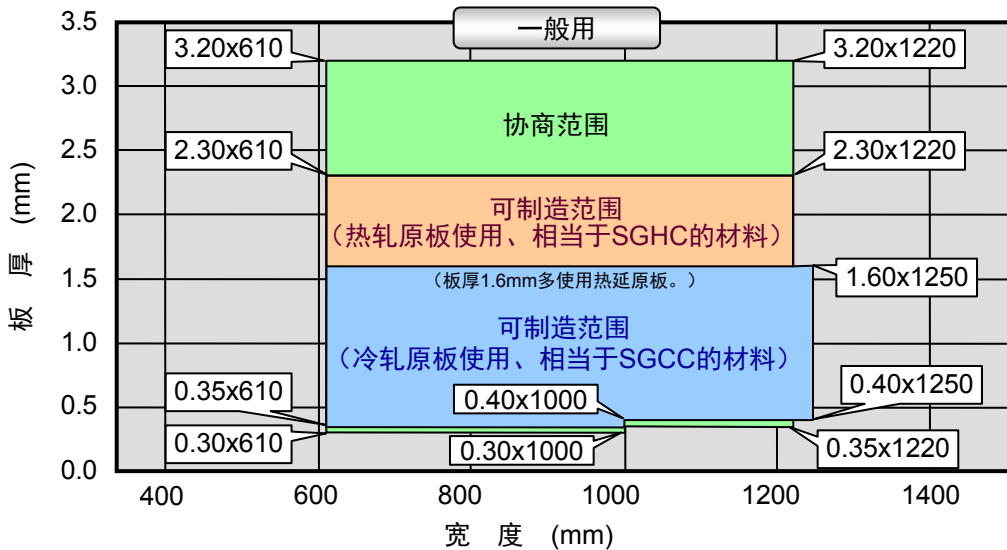 一般用
3.5
3.20x610
3.20x1220
3.0
协商范围
2.5
2.30x610
2.30x1220
2.0
可制造范围
（热轧原板使用、相当于SGHC的材料）
1.5
（板厚1.6mm多使用热延原板。）
1.60x1250
可制造范围
（冷轧原板使用、相当于SGCC的材料）
1.0
0.35x610
0.40x1000
0.40x1250
0.5
0.30x610
0.30x1000
0.35x1220
0.0
板 厚 (mm)
400 600 800 1000 1200 1400
宽 度 (mm)